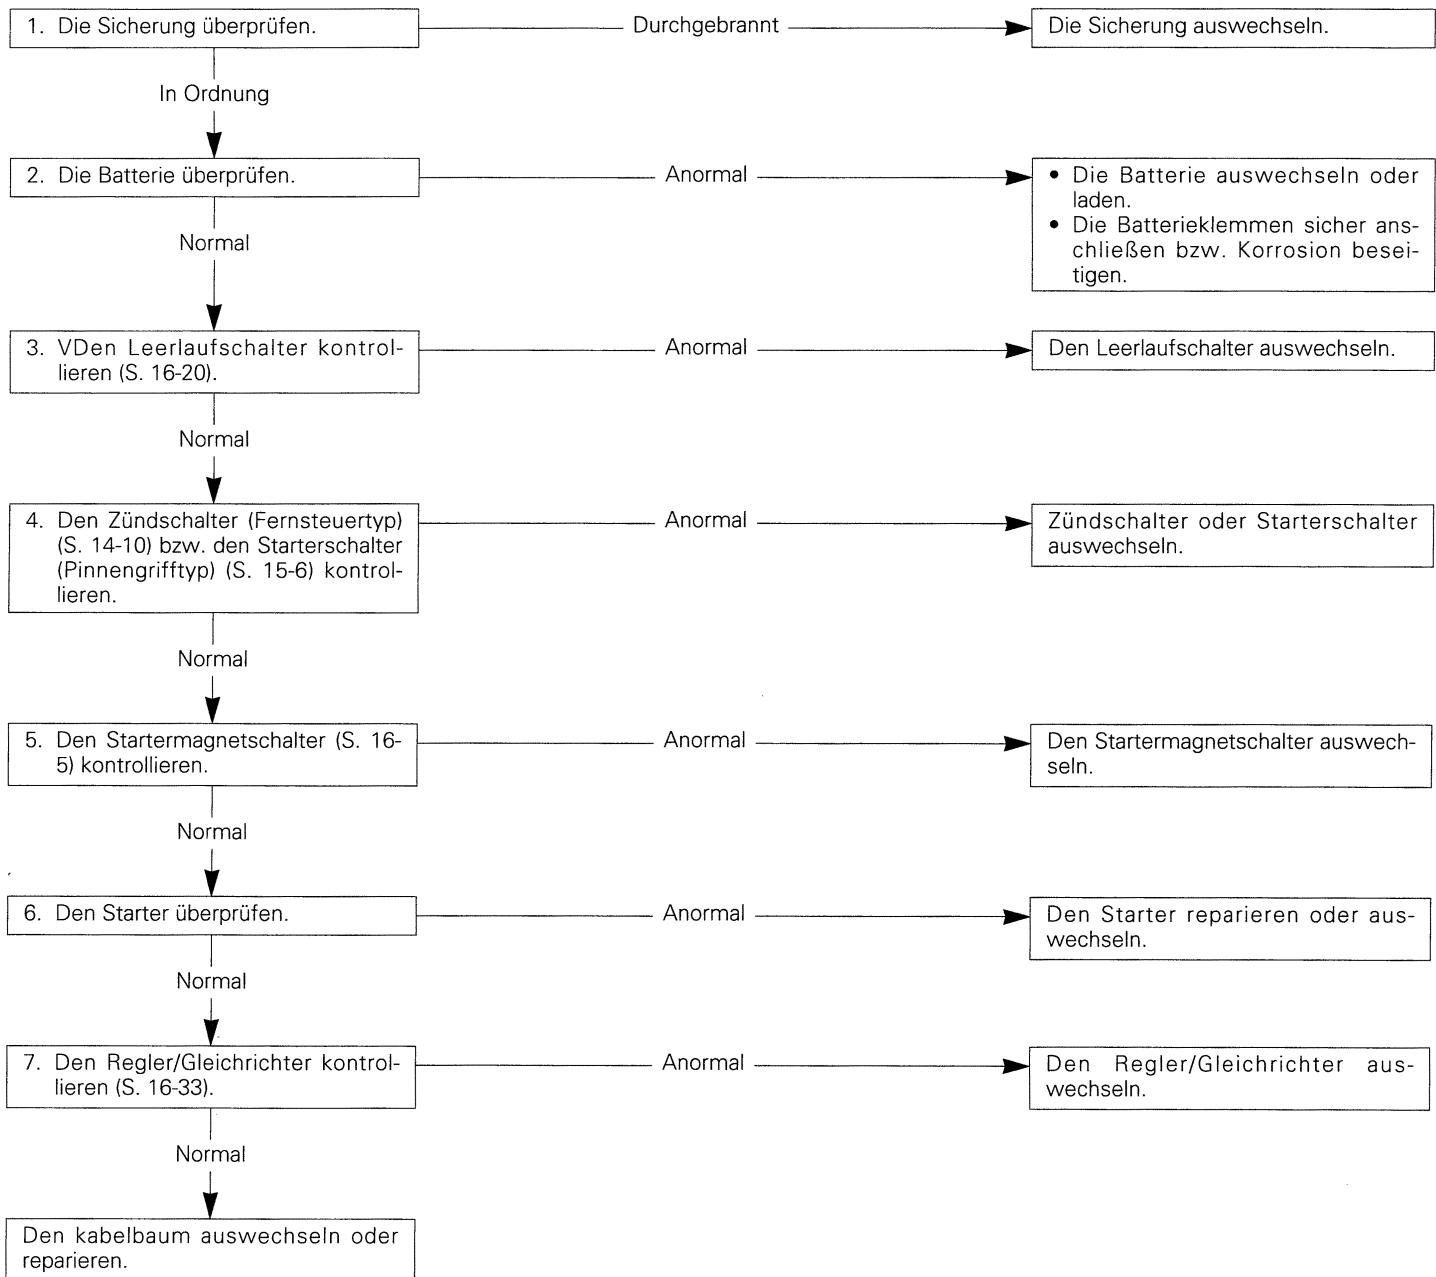 1. Die Sicherung überprüfen.
Durchgebrannt
Die Sicherung auswechseln.
In Ordnung
2. Die Batterie überprüfen.
Anormal
• Die Batterie auswechseln oder
laden.
• Die Batterieklemmen sicher ans-
chließen bzw. Korrosion besei-
tigen.
Normal
3. VDen Leerlaufschalter kontrol-
lieren (S. 16-20).
Anormal
Den Leerlaufschalter auswechseln.
Normal
4. Den Zündschalter (Fernsteuertyp)
(S. 14-10) bzw. den Starterschalter
(Pinnengrifftyp) (S. 15-6) kontrol-
lieren.
Anormal
Zündschalter oder Starterschalter
auswechseln.
Normal
5. Den Startermagnetschalter (S. 16-
5) kontrollieren.
Anormal
Den Startermagnetschalter auswech-
seln.
Normal
6. Den Starter überprüfen.
Anormal
Den Starter reparieren oder aus-
wechseln.
Normal
7. Den Regler/Gleichrichter kontrol-
lieren (S. 16-33).
Anormal
Den Regler/Gleichrichter aus-
wechseln.
Normal
Den kabelbaum auswechseln oder
reparieren.